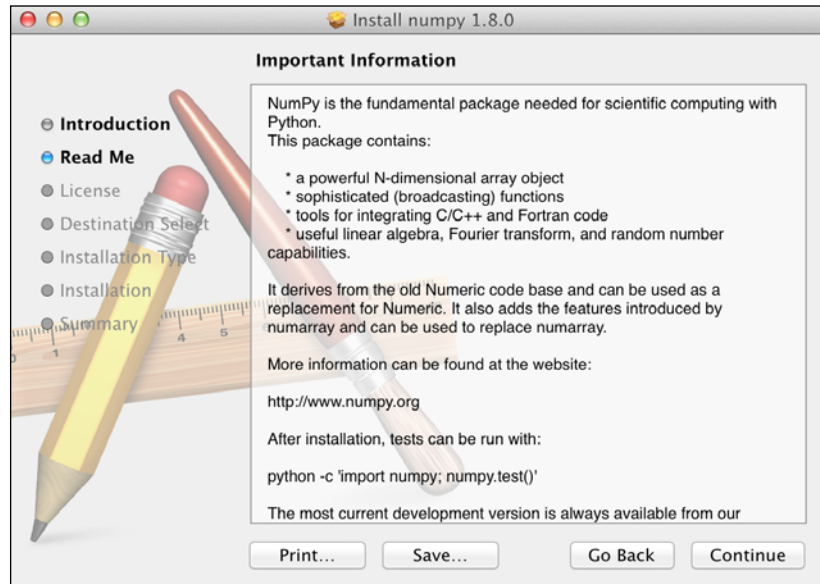 Install numpy 1.8.0
Important Information
Introduction
Read Me
License
Destination Select
Installation Type
Installation
Summary
NumPy is the fundamental package needed for scientific computing with
Python.
This package contains:
* a powerful N-dimensional array object
* sophisticated (broadcasting) functions
* tools for integrating C/C++ and Fortran code
* useful linear algebra, Fourier transform, and random number
capabilities.
It derives from the old Numeric code base and can be used as a
replacement for Numeric. It also adds the features introduced by
numarray and can be used to replace numarray.
More information can be found at the website:
http://www.numpy.org
After installation, tests can be run with:
python -c 'import numpy; numpy.test()'
The most current development version is always available from our
1 4 5
Print...
Save...
Go Back
Continue